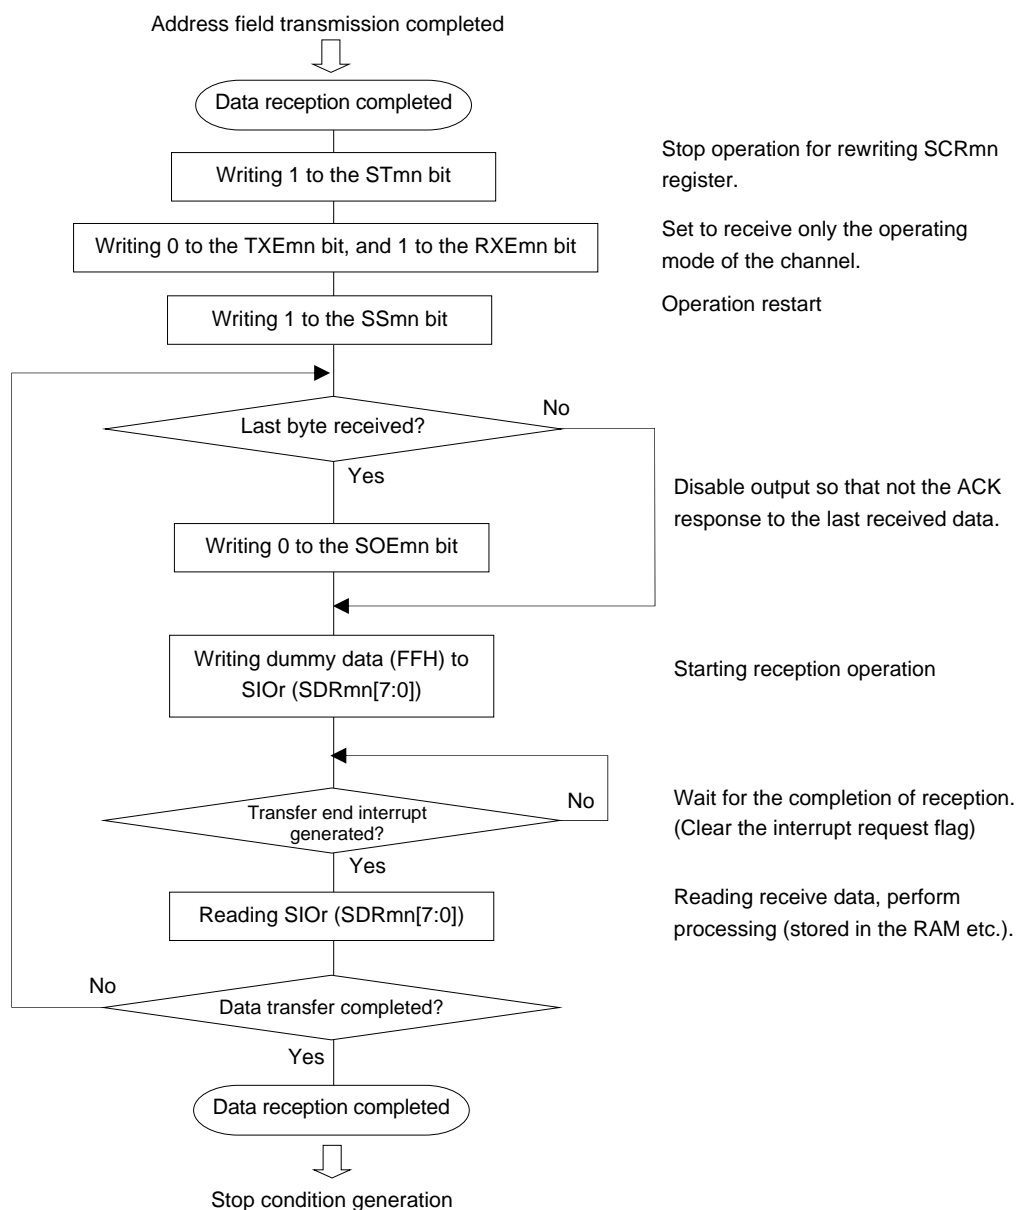 Address field transmission completed
Data reception completed
Writing 1 to the STmn bit
Stop operation for rewriting SCRmn
register.
Writing 0 to the TXEmn bit, and 1 to the RXEmn bit
Set to receive only the operating
mode of the channel.
Writing 1 to the SSmn bit
Operation restart
Last byte received?
No
Yes
Disable output so that not the ACK
response to the last received data.
Writing 0 to the SOEmn bit
Writing dummy data (FFH) to
SIOr (SDRmn[7:0])
Starting reception operation
Transfer end interrupt
generated?
No
Yes
Wait for the completion of reception.
(Clear the interrupt request flag)
Reading SIOr (SDRmn[7:0])
Reading receive data, perform
processing (stored in the RAM etc.).
No
Data transfer completed?
Yes
Data reception completed
Stop condition generation